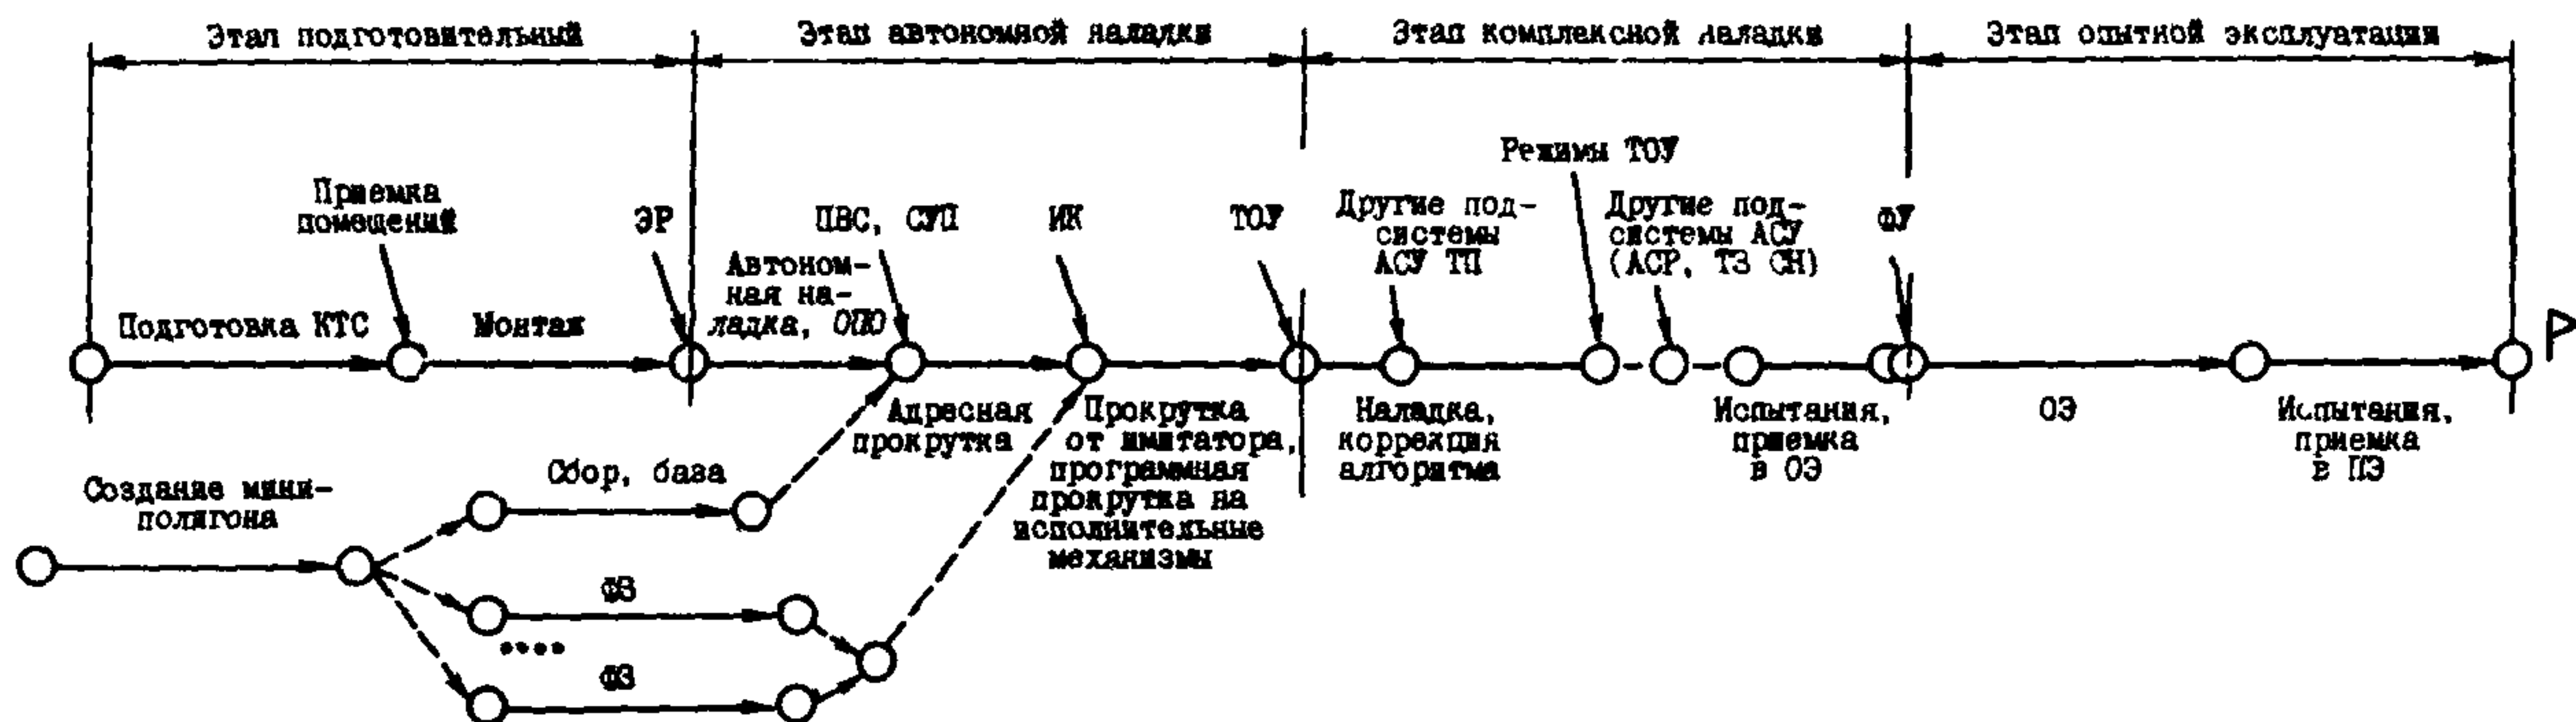 Этап подготовительный
Этап автономной наладки
Этап комплексной наладки
Этап опытной эксплуатации
Режимы ТОУ
Приемка
помещений
ЭР
ПВС, СУП
ИК
ТОУ
Другие под-
системы
АСУ ТП
Другие под-
системы АСУ
(АСР, ТЗ СН)
ФУ
Автоном-
ная на-
ладка, ОПО
Подготовка КТС
Монтаж
Р
Адресная
прокрутка
Прокрутка
от имитатора,
программная
прокрутка на
исполнительные
механизмы
Наладка,
коррекция
алгоритма
Испытания,
приемка
в ОЭ
ОЭ
Испытания,
приемка
в ПЭ
Создание мини-
полигона
Сбор, база
ФЗ
....
ФЗ